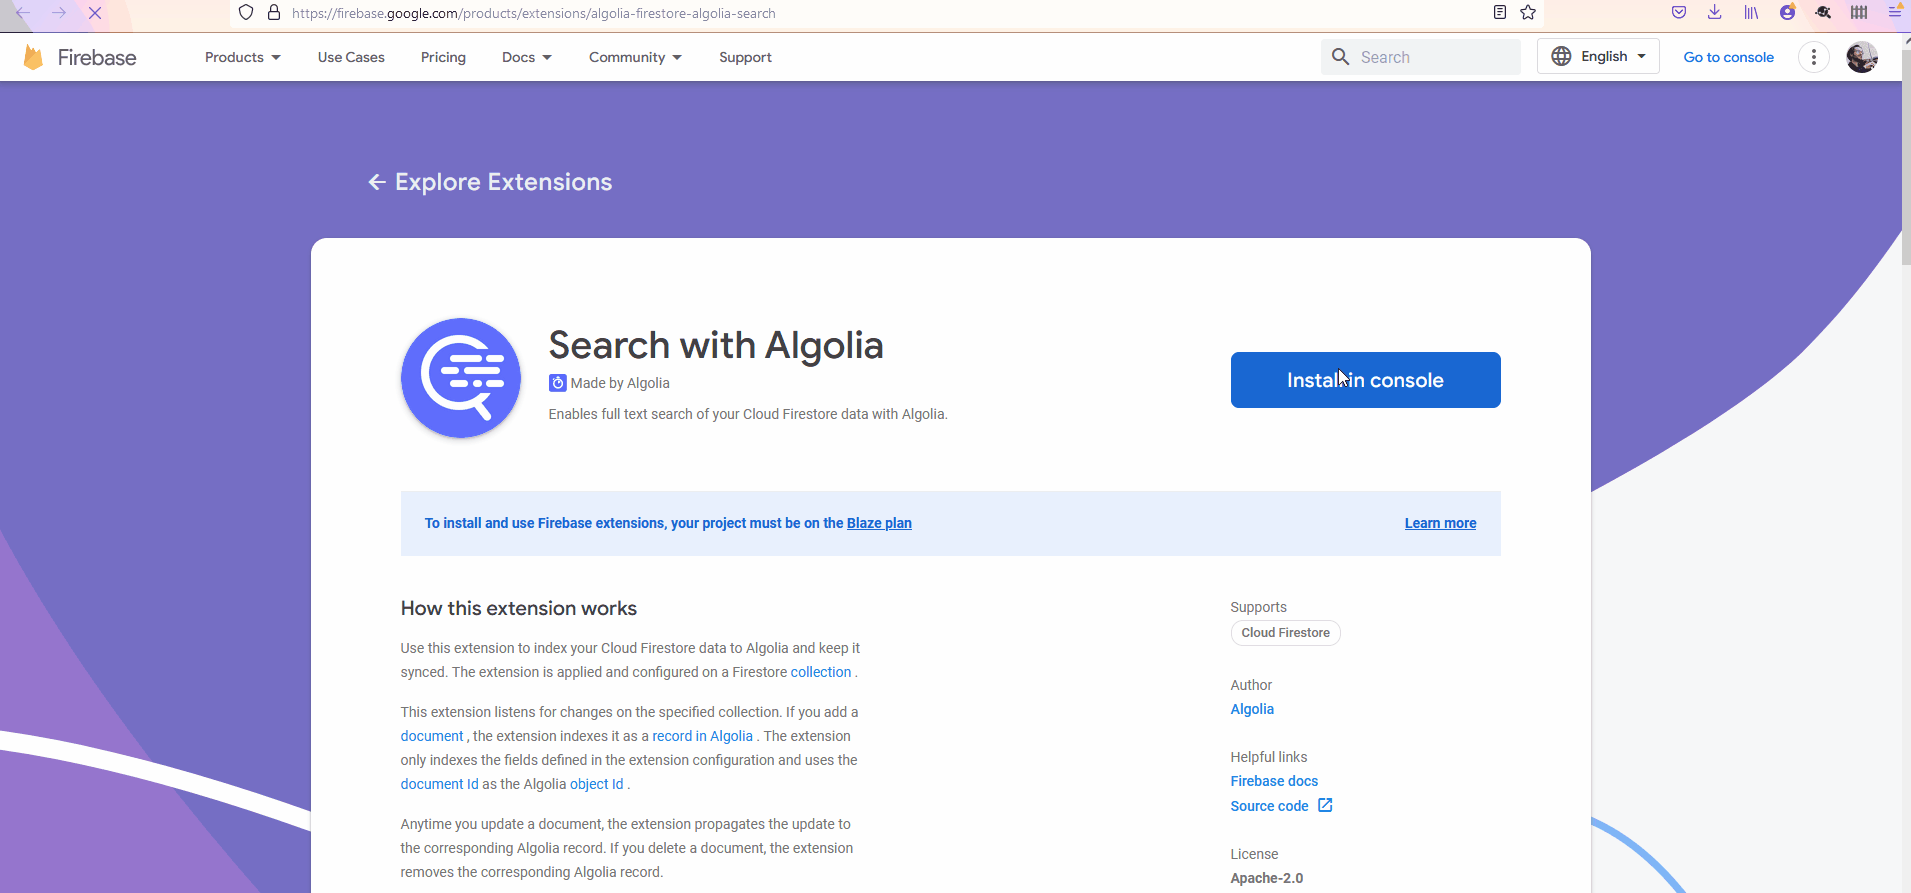 https://firebase.google.com/products/extensions/algolia-firestore-algolia-search
Firebase
Products
Use Cases
Pricing
Docs
Community
Support
Search
English
Go to console
← Explore Extensions
Search with Algolia
Made by Algolia
Enables full text search of your Cloud Firestore data with Algolia.
Install in console
To install and use Firebase extensions, your project must be on the Blaze plan
Learn more
How this extension works
Use this extension to index your Cloud Firestore data to Algolia and keep it
synced. The extension is applied and configured on a Firestore collection .
This extension listens for changes on the specified collection. If you add a
document , the extension indexes it as a record in Algolia . The extension
only indexes the fields defined in the extension configuration and uses the
document Id as the Algolia object Id .
Anytime you update a document, the extension propagates the update to
the corresponding Algolia record. If you delete a document, the extension
removes the corresponding Algolia record.
Supports
Cloud Firestore
Author
Algolia
Helpful links
Firebase docs
Source code
License
Apache-2.0